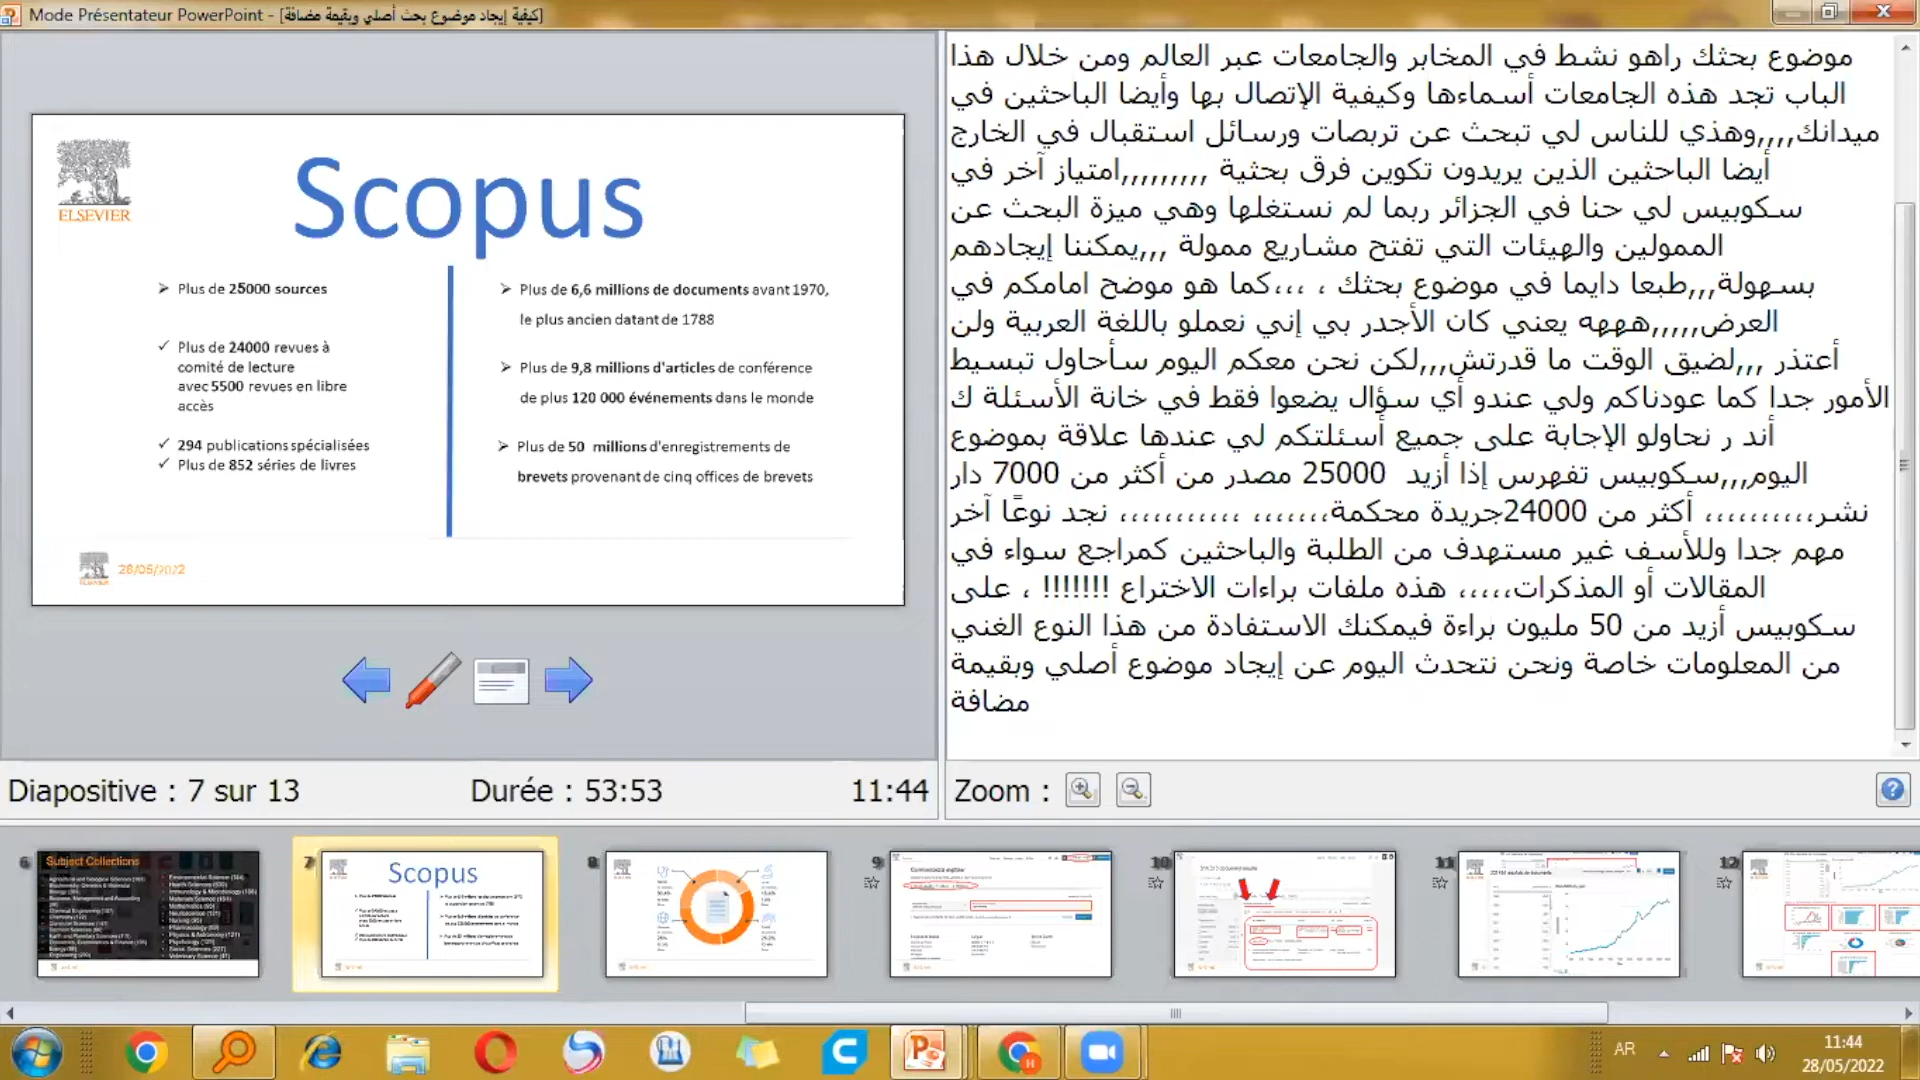 Mode Présentateur PowerPoint - [كيفية إيجاد موضوع بحث أصلي وبقيمة مضافة]
ELSEVIER
Scopus
Plus de 25000 sources
Plus de 24000 revues à
comité de lecture
avec 5500 revues en libre
accès
294 publications spécialisées
Plus de 852 séries de livres
Plus de 6,6 millions de documents avant 1970,
le plus ancien datant de 1788
Plus de 9,8 millions d'articles de conférence
de plus 120 000 événements dans le monde
Plus de 50 millions d'enregistrements de
brevets provenant de cinq offices de brevets
28/05/2022
موضوع بحثك راهو نشط في المخابر والجامعات عبر العالم ومن خلال هذا
الباب تجد هذه الجامعات أسماءها وكيفية الإتصال بها وأيضا الباحثين في
ميدانك,,,,وهذي للناس لي تبحث عن تربصات ورسائل استقبال في الخارج
أيضا الباحثين الذين يريدون تكوين فرق بحثية ,,,,,,,,,امتياز آخر في
سكوبيس لي حنا في الجزائر ربما لم نستغلها وهي ميزة البحث عن
الممولين والهيئات التي تفتح مشاريع ممولة ,,,يمكننا إيجادهم
بسهولة,,,طبعا دايما في موضوع بحثك ، ،،،كما هو موضح امامكم في
العرض,,,,,هههه يعني كان الأجدر بي إني نعملو باللغة العربية ولن
أعتذر ,,,لضيق الوقت ما قدرتش,,,لكن نحن معكم اليوم سأحاول تبسيط
الأمور جدا كما عودناكم ولي عندو أي سؤال يضعوا فقط في خانة الأسئلة ك
أند ر نحاولو الإجابة على جميع أسئلتكم لي عندها علاقة بموضوع
اليوم,,,سكوبيس تفهرس إذا أزيد 25000 مصدر من أكثر من 7000 دار
نشر،،،،،،،،،، أكثر من 24000جريدة محكمة،،،،،،، ،،،،،،،،،،، نجد نوعًا آخر
مهم جدا وللأسف غير مستهدف من الطلبة والباحثين كمراجع سواء في
المقالات أو المذكرات،،،،، هذه ملفات براءات الاختراع !!!!!!! ، على
سكوبيس أزيد من 50 مليون براءة فيمكنك الاستفادة من هذا النوع الغني
من المعلومات خاصة ونحن نتحدث اليوم عن إيجاد موضوع أصلي وبقيمة
مضافة
Diapositive : 7 sur 13
Durée : 53:53
11:44
Zoom :
6
Subject Collections
7
Scopus
8
9
10
11
12
AR
11:44
28/05/2022